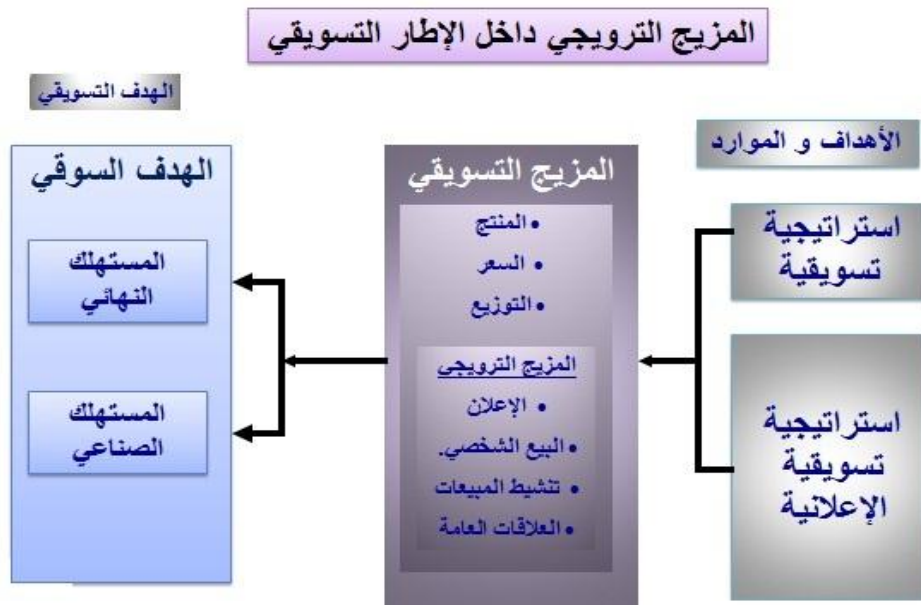 المزيج الترويجي داخل الإطار التسويقي
الأهداف و الموارد
استراتيجية
تسويقية
استراتيجية
تسويقية
الإعلانية
المزيج التسويقي
• المنتج
• السعر
• التوزيع
المزيج الترويجي
• الإعلان
• البيع الشخصي.
• تنشيط المبيعات
• العلاقات العامة
الهدف التسويقي
الهدف السوقي
المستهلك
النهائي
المستهلك
الصناعي